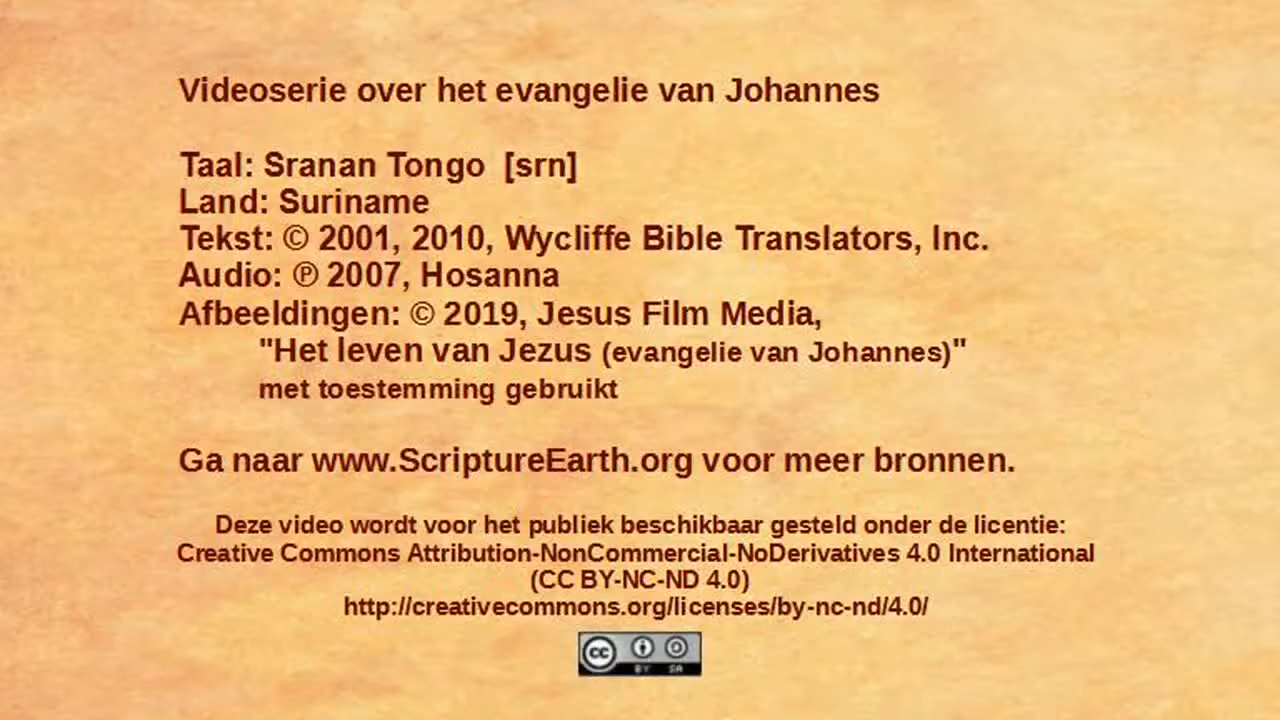 Videoserie over het evangelie van Johannes
Taal: Sranan Tongo [srn]
Land: Suriname
Tekst: © 2001, 2010, Wycliffe Bible Translators, Inc.
Audio: ℗ 2007, Hosanna
Afbeeldingen: © 2019, Jesus Film Media,
"Het leven van Jezus (evangelie van Johannes)"
met toestemming gebruikt
Ga naar www.ScriptureEarth.org voor meer bronnen.
Deze video wordt voor het publiek beschikbaar gesteld onder de licentie:
Creative Commons Attribution-NonCommercial-NoDerivatives 4.0 International
(CC BY-NC-ND 4.0)
http://creativecommons.org/licenses/by-nc-nd/4.0/
cc BY SA